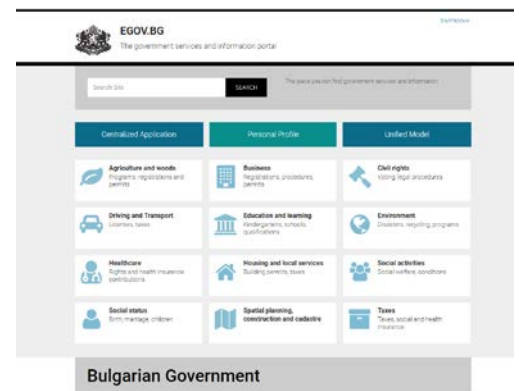 EGOV.BG
The government services and information portal
Search Site
SEARCH
The place you can find government services and information
Centralized Application
Personal Profile
Unified Model
Agriculture and woods
Programs, registrations and
permits
Business
Registrations, procedures,
permits
Civil rights
Voting, legal procedures
Driving and Transport
Licenses, taxes
Education and learning
Kindergartens, schools,
qualifications
Environment
Disasters, recycling, programs
Healthcare
Rights and health insurance
contributions
Housing and local services
Building permits, taxes
Social activities
Social welfare, conditions
Social status
Birth, marriage, children
Spatial planning,
construction and cadastre
Taxes
Taxes, social and health
insurance
Bulgarian Government